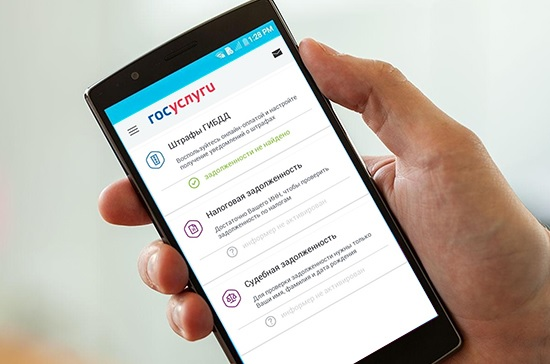 1:28 PM
госуслуги
Штрафы ГИБДД
Воспользуйтесь онлайн-оплатой и настройте
получение уведомлений о штрафах
задолженности не найдено
Налоговая задолженность
Достаточно Вашего ИНН, чтобы проверить
задолженность по налогам
информер не активирован
Судебная задолженность
Для проверки задолженности нужны только
Ваши имя, фамилия и дата рождения
информер не активирован